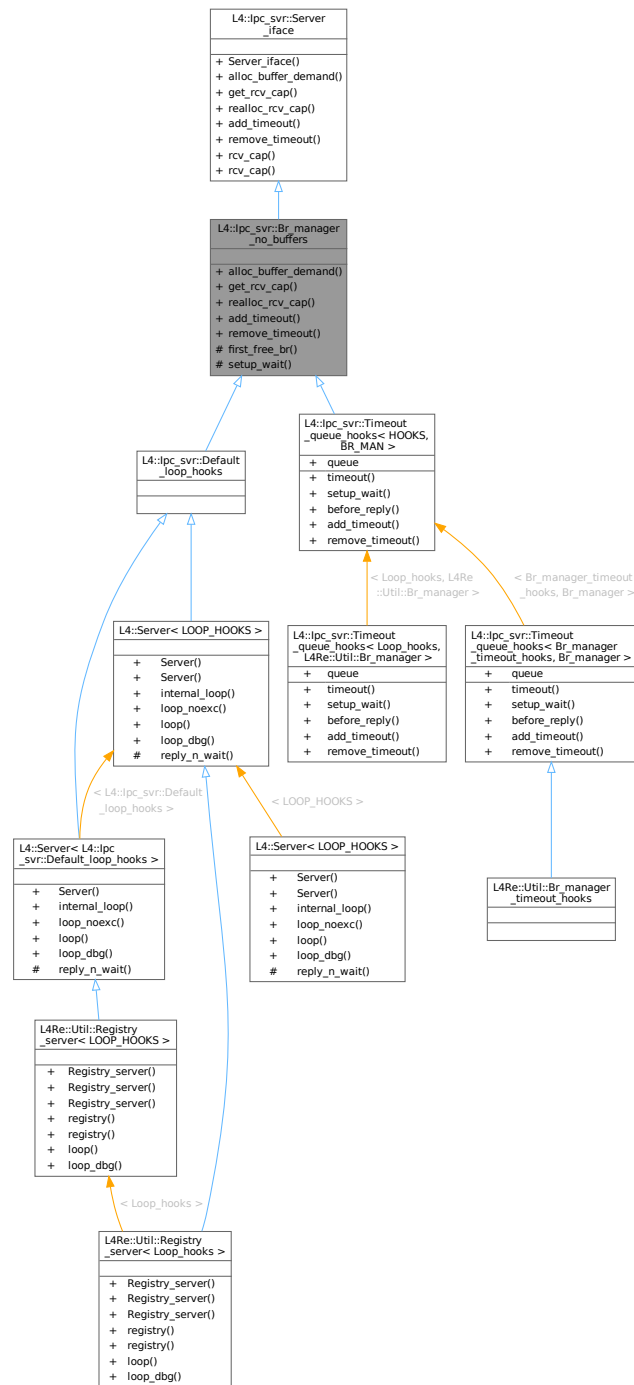 L4::Ipc_svr::Server
_iface
+ Server_iface()
+ alloc_buffer_demand()
+ get_rcv_cap()
+ realloc_rcv_cap()
+ add_timeout()
+ remove_timeout()
+ rcv_cap()
+ rcv_cap()
L4::Ipc_svr::Br_manager
_no_buffers
+ alloc_buffer_demand()
+ get_rcv_cap()
+ realloc_rcv_cap()
+ add_timeout()
+ remove_timeout()
# first_free_br()
# setup_wait()
L4::Ipc_svr::Default
_loop_hooks
L4::Ipc_svr::Timeout
_queue_hooks< HOOKS,
BR_MAN >
+ queue
+ timeout()
+ setup_wait()
+ before_reply()
+ add_timeout()
+ remove_timeout()
< Loop_hooks, L4Re
::Util::Br_manager >
< Br_manager_timeout
_hooks, Br_manager >
L4::Server< LOOP_HOOKS >
+ Server()
+ Server()
+ internal_loop()
+ loop_noexc()
+ loop()
+ loop_dbg()
# reply_n_wait()
L4::Ipc_svr::Timeout
_queue_hooks< Loop_hooks,
L4Re::Util::Br_manager >
+ queue
+ timeout()
+ setup_wait()
+ before_reply()
+ add_timeout()
+ remove_timeout()
L4::Ipc_svr::Timeout
_queue_hooks< Br_manager
_timeout_hooks, Br_manager >
+ queue
+ timeout()
+ setup_wait()
+ before_reply()
+ add_timeout()
+ remove_timeout()
< L4::Ipc_svr::Default
_loop_hooks >
< LOOP_HOOKS >
L4::Server< L4::Ipc
_svr::Default_loop_hooks >
+ Server()
+ internal_loop()
+ loop_noexc()
+ loop()
+ loop_dbg()
# reply_n_wait()
L4::Server< LOOP_HOOKS >
+ Server()
+ Server()
+ internal_loop()
+ loop_noexc()
+ loop()
+ loop_dbg()
# reply_n_wait()
L4Re::Util::Br_manager
_timeout_hooks
L4Re::Util::Registry
_server< LOOP_HOOKS >
+ Registry_server()
+ Registry_server()
+ Registry_server()
+ registry()
+ registry()
+ loop()
+ loop_dbg()
< Loop_hooks >
L4Re::Util::Registry
_server< Loop_hooks >
+ Registry_server()
+ Registry_server()
+ Registry_server()
+ registry()
+ registry()
+ loop()
+ loop_dbg()